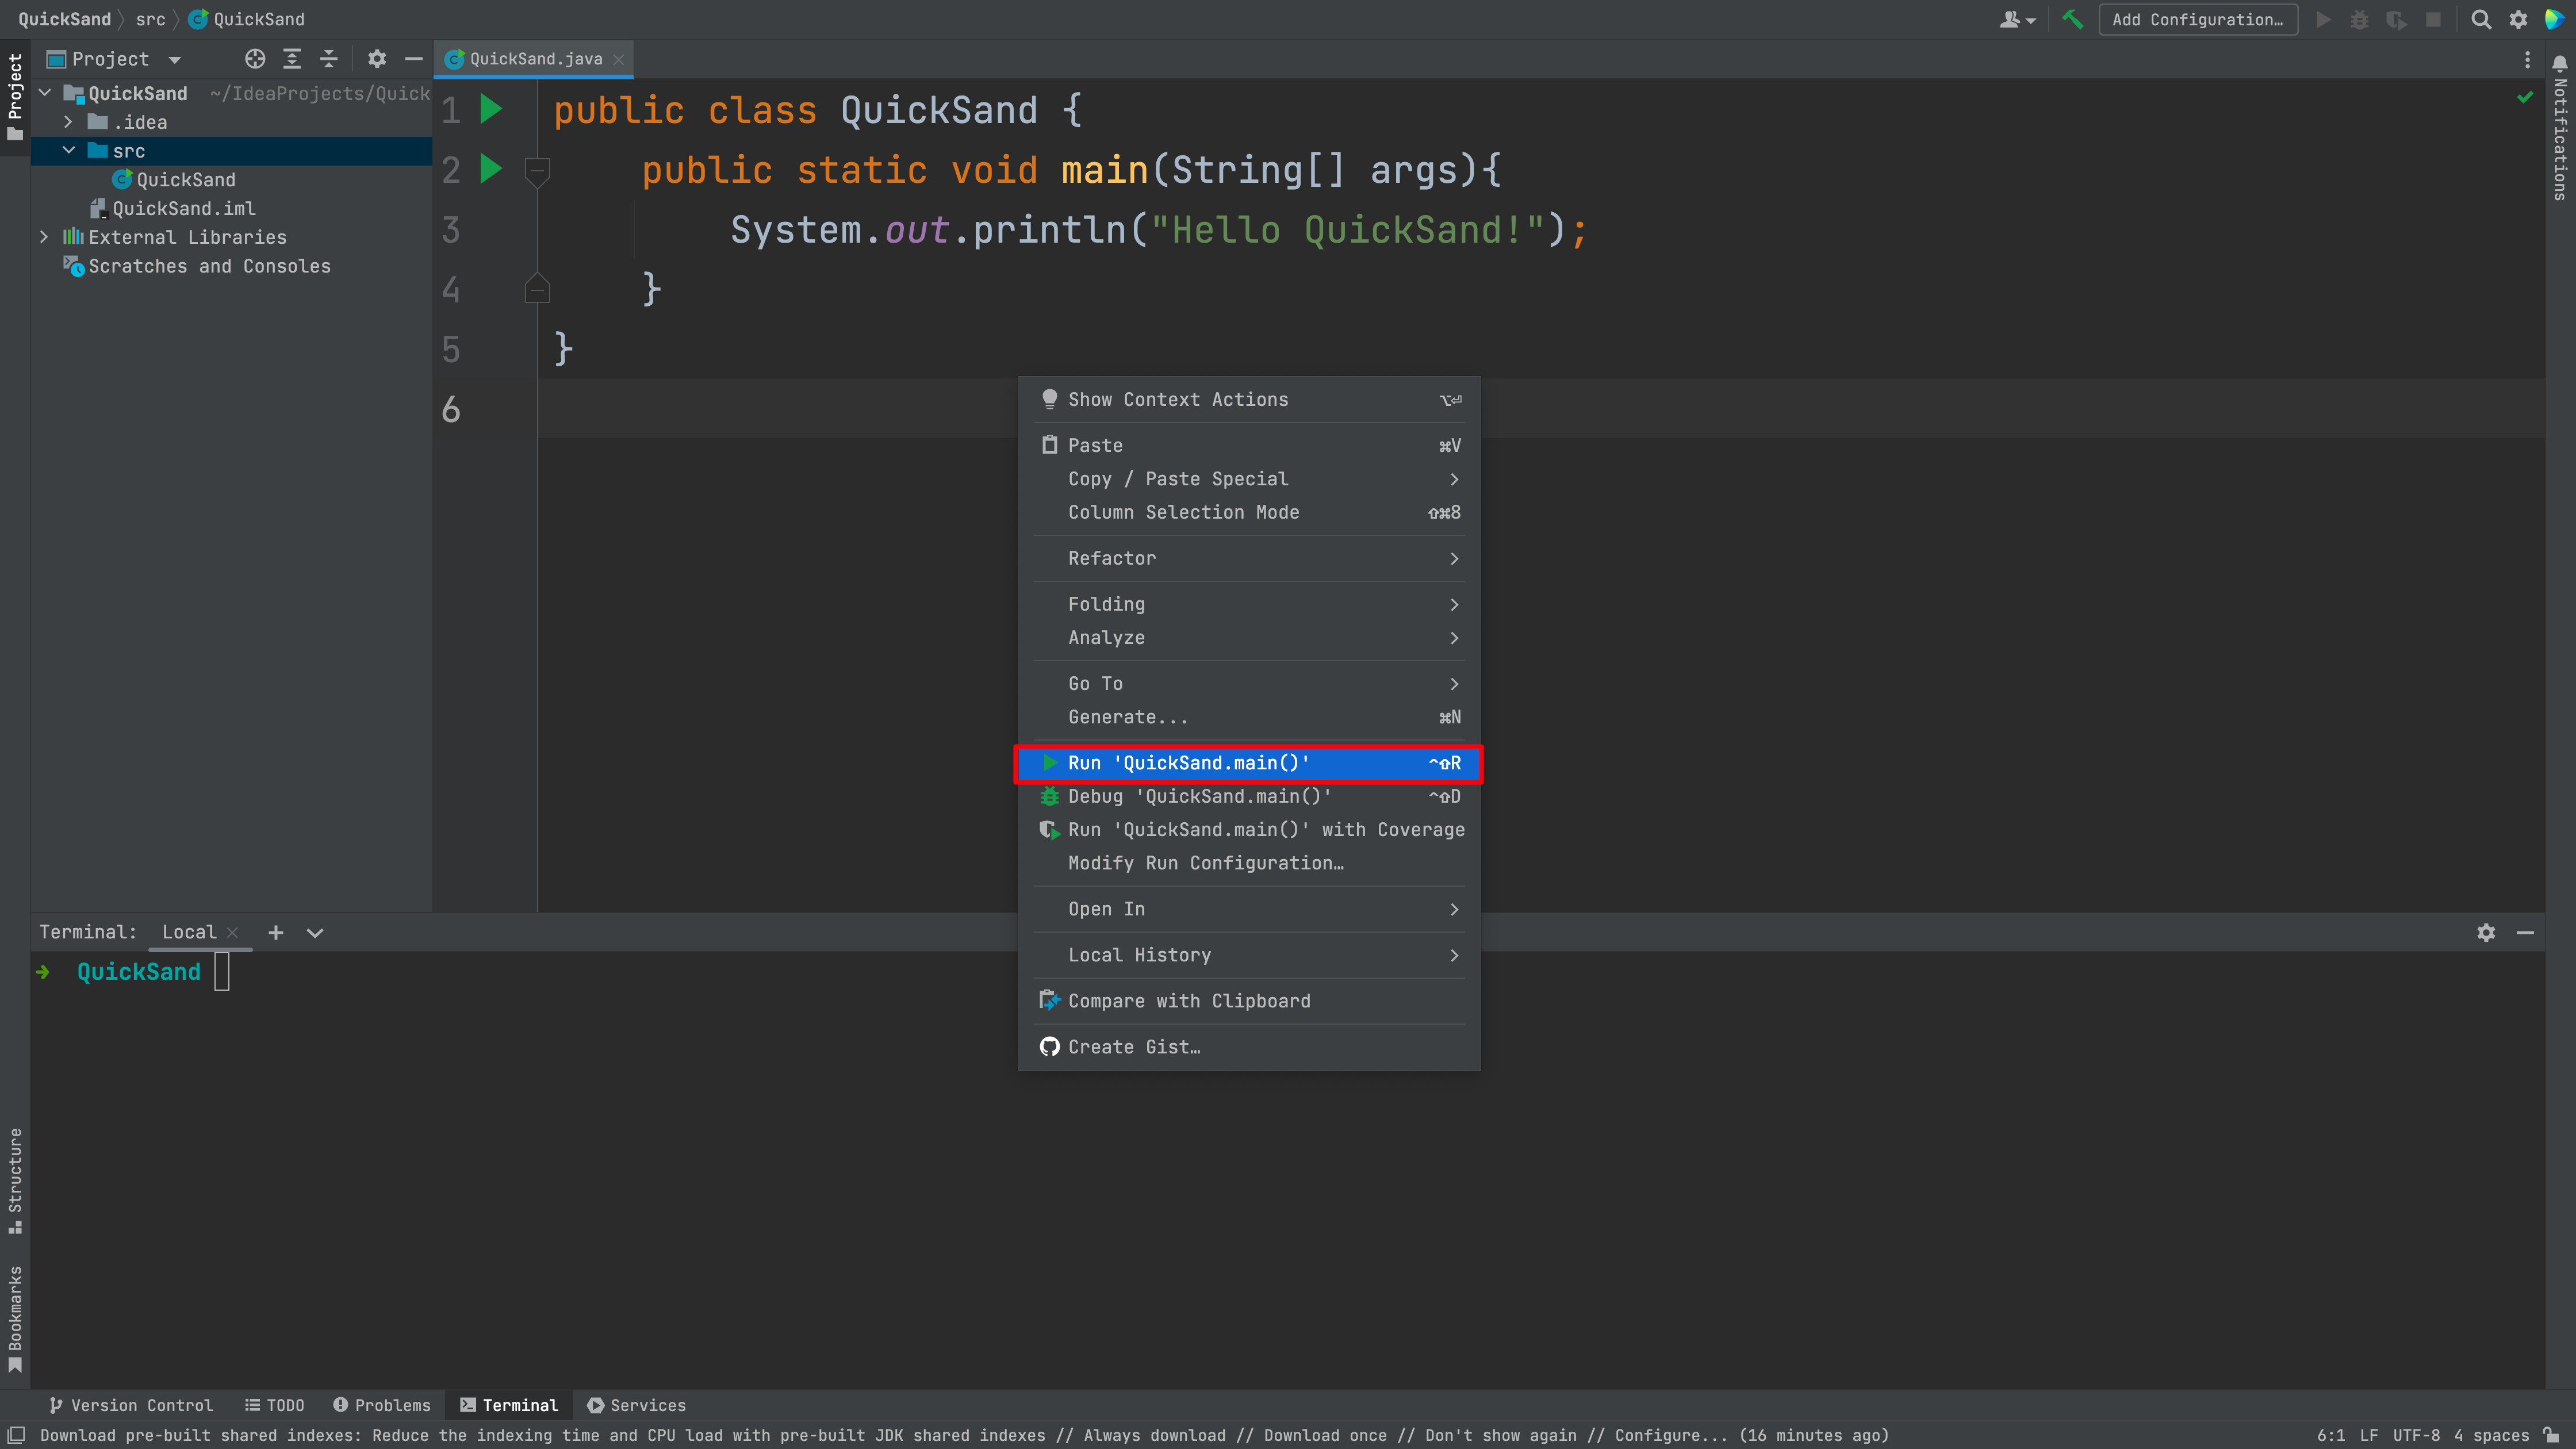 QuickSand src QuickSand
Add Configuration…
Project
Project
QuickSand.java
QuickSand ~/IdeaProjects/Quick
.idea
src
QuickSand
QuickSand.iml
External Libraries
Scratches and Consoles
1 public class QuickSand {
2 public static void main(String[] args){
3 System.out.println("Hello QuickSand!");
4 }
5 }
6
Notifications
Show Context Actions ⌥⏎
Paste ⌘V
Copy / Paste Special
Column Selection Mode ⇧⌘8
Refactor
Folding
Analyze
Go To
Generate... ⌘N
Run 'QuickSand.main()' ^⇧R
Debug 'QuickSand.main()' ^⇧D
Run 'QuickSand.main()' with Coverage
Modify Run Configuration…
Open In
Local History
Compare with Clipboard
Create Gist…
Terminal: Local
QuickSand
Structure
Bookmarks
Version Control TODO Problems Terminal Services
Download pre-built shared indexes: Reduce the indexing time and CPU load with pre-built JDK shared indexes // Always download // Download once // Don't show again // Configure... (16 minutes ago) 6:1 LF UTF-8 4 spaces